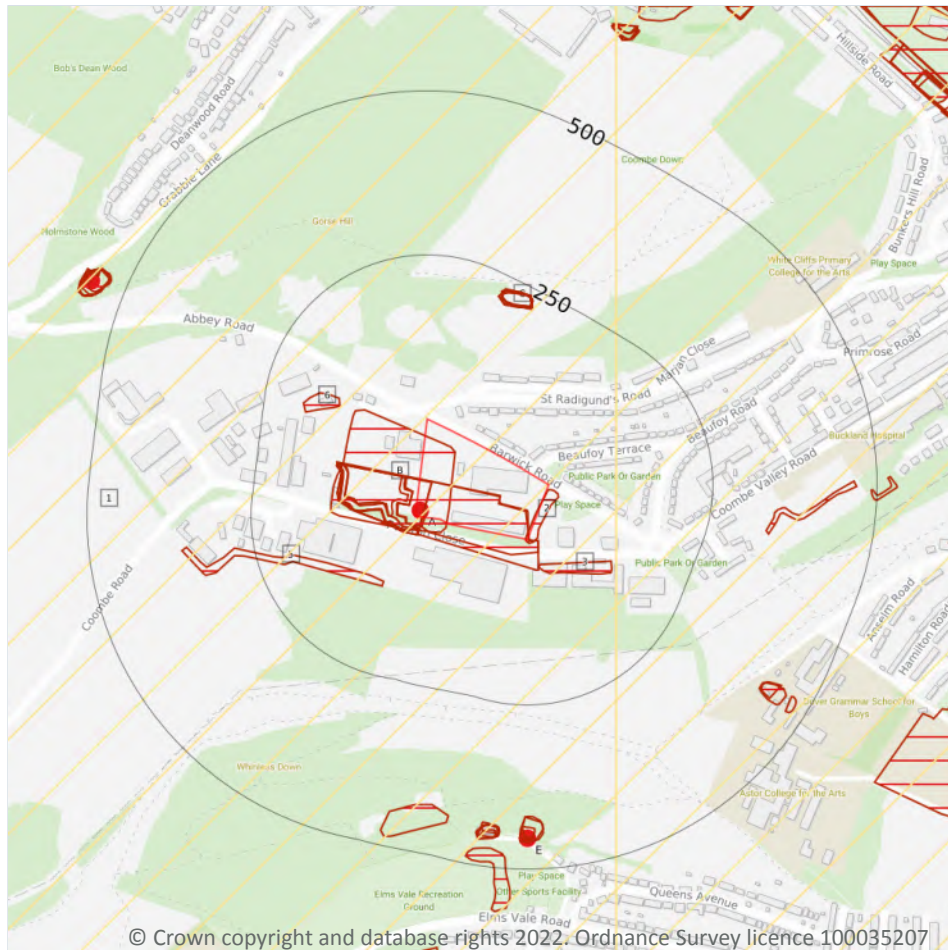 Hillside Road
Bob's Dean Wood
Deanwood Road
500
Coombe Down
Crabble Lane
Bunkers Hill Road
Gorse Hill
Holmstone Wood
White Cliffs Primary
College for the Arts
Play Space
250
Abbey Road
Marjan Close
Primrose Road
6
St Radigund's Road
Beaufoy Road
Barwick Road
Beaufoy Terrace
Buckland Hospital
B
Public Park Or Garden
Coombe Valley Road
1
2
Play Space
A
3
Public Park Or Garden
Coombe Road
Anselm Road
Hamilton Road
Dover Grammar School for
Boys
Whinless Down
Astor College for the Arts
E
Play Space
Elms Vale Recreation
Ground
Other Sports Facility
Queens Avenue
Elms Vale Road
© Crown copyright and database rights 2022. Ordnance Survey licence 100035207